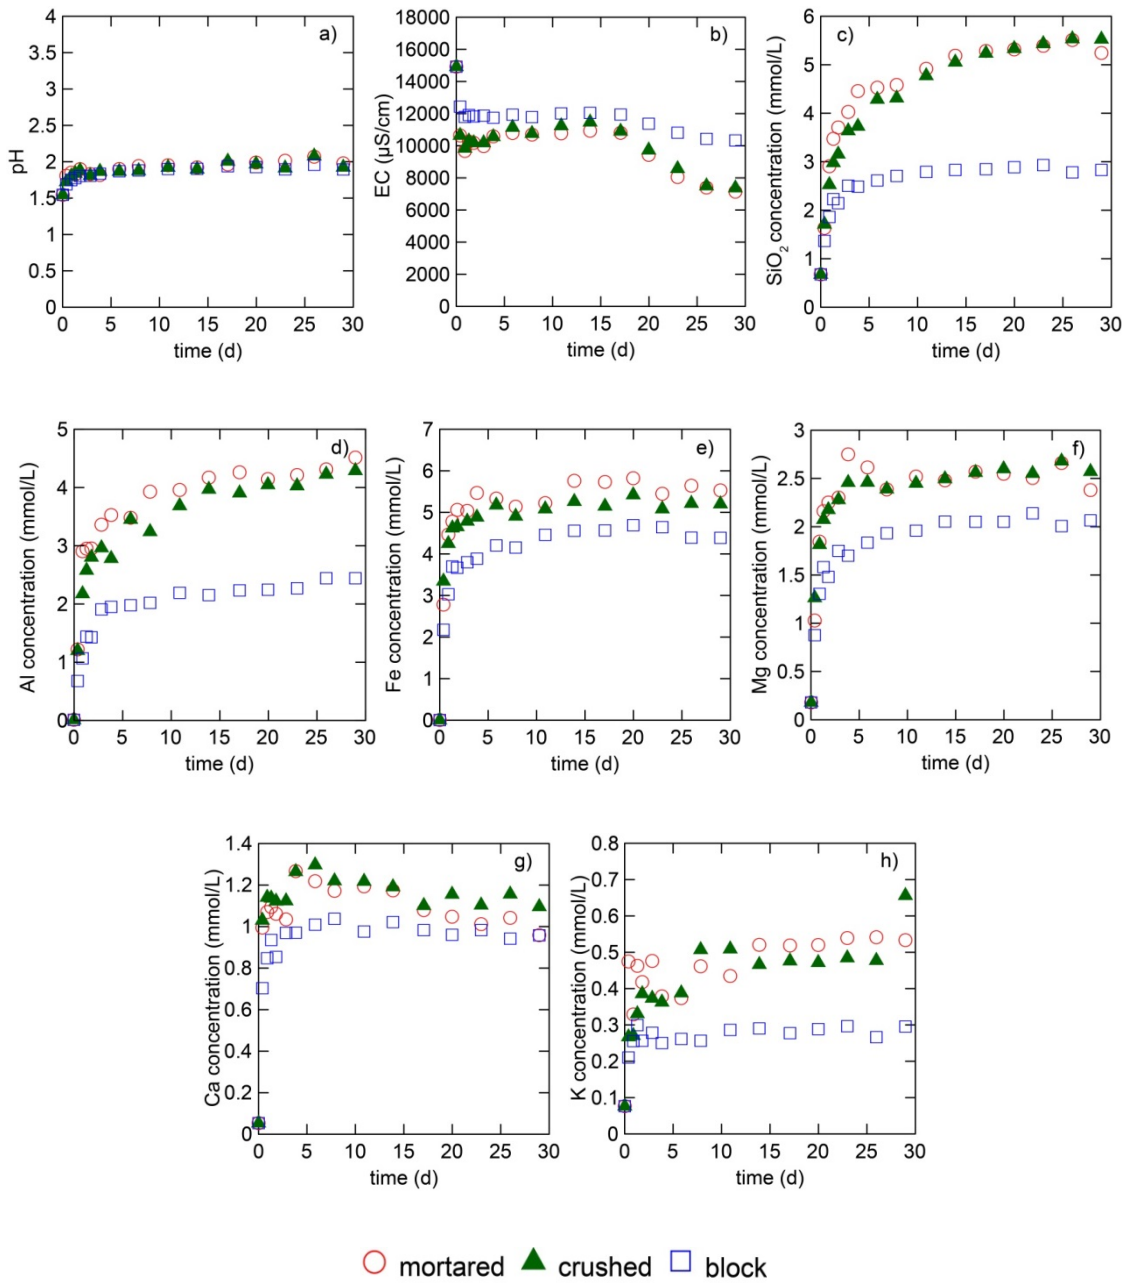 a)
pH
4
3.5
3
2.5
2
1.5
1
0.5
0
0 5 10 15 20 25 30
time (d)
b)
EC (µS/cm)
18000
16000
14000
12000
10000
8000
6000
4000
2000
0
0 5 10 15 20 25 30
time (d)
c)
SiO₂ concentration (mmol/L)
6
5
4
3
2
1
0
0 5 10 15 20 25 30
time (d)
d)
Al concentration (mmol/L)
5
4
3
2
1
0
0 5 10 15 20 25 30
time (d)
e)
Fe concentration (mmol/L)
7
6
5
4
3
2
1
0
0 5 10 15 20 25 30
time (d)
f)
Mg concentration (mmol/L)
3
2.5
2
1.5
1
0.5
0
0 5 10 15 20 25 30
time (d)
g)
Ca concentration (mmol/L)
1.4
1.2
1
0.8
0.6
0.4
0.2
0
0 5 10 15 20 25 30
time (d)
h)
K concentration (mmol/L)
0.8
0.7
0.6
0.5
0.4
0.3
0.2
0.1
0
0 5 10 15 20 25 30
time (d)
mortared crushed block